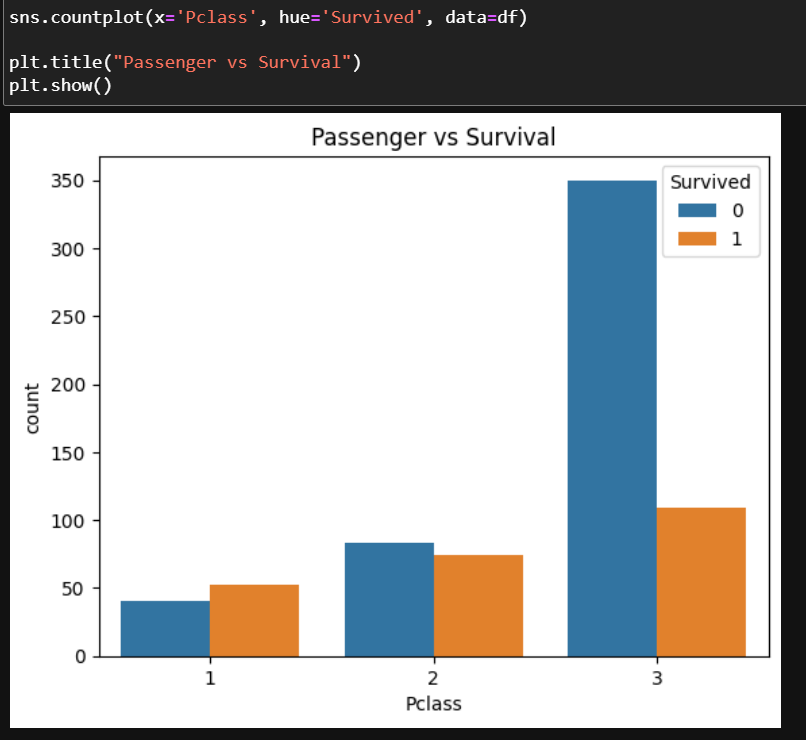 sns.countplot(x='Pclass', hue='Survived', data=df)
plt.title("Passenger vs Survival")
plt.show()
Passenger vs Survival
Survived
0
1
350
300
250
200
150
100
50
0
count
1 2 3
Pclass